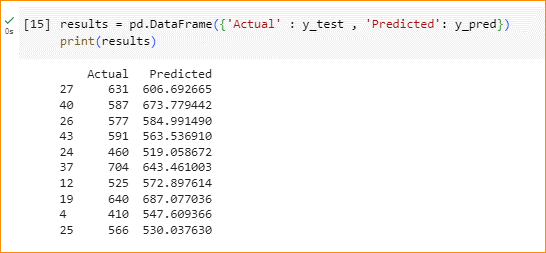 [15] results = pd.DataFrame({'Actual' : y_test , 'Predicted': y_pred})
0s print(results)
Actual Predicted
27 631 606.692665
40 587 673.779442
26 577 584.991490
43 591 563.536910
24 460 519.058672
37 704 643.461003
12 525 572.897614
19 640 687.077036
4 410 547.609366
25 566 530.037630